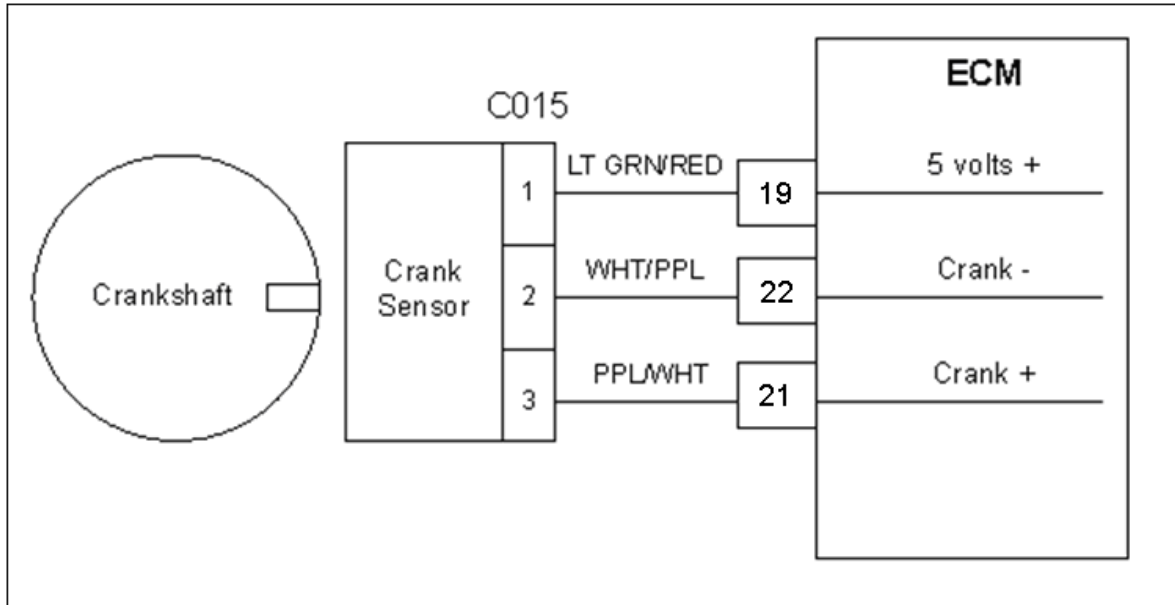 ECM
C015
Crankshaft
Crank
Sensor
1
LT GRN/RED
19
5 volts +
2
WHT/PPL
22
Crank -
3
PPL/WHT
21
Crank +